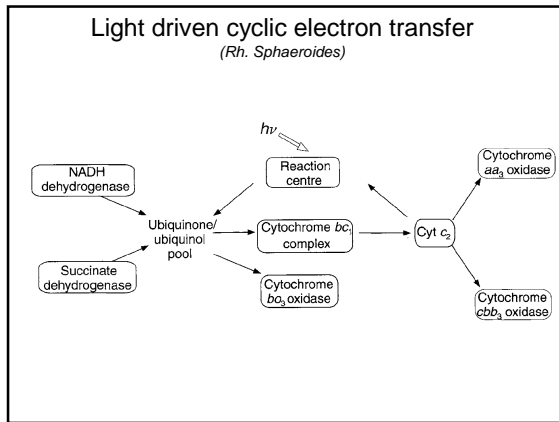 Light driven cyclic electron transfer
(Rh. Sphaeroides)
hν
Reaction
centre
NADH
dehydrogenase
Cytochrome
aa₃ oxidase
Ubiquinone/
ubiquinol
pool
Cytochrome bc₁
complex
Cyt c₂
Succinate
dehydrogenase
Cytochrome
bo₃ oxidase
Cytochrome
cbb₃ oxidase